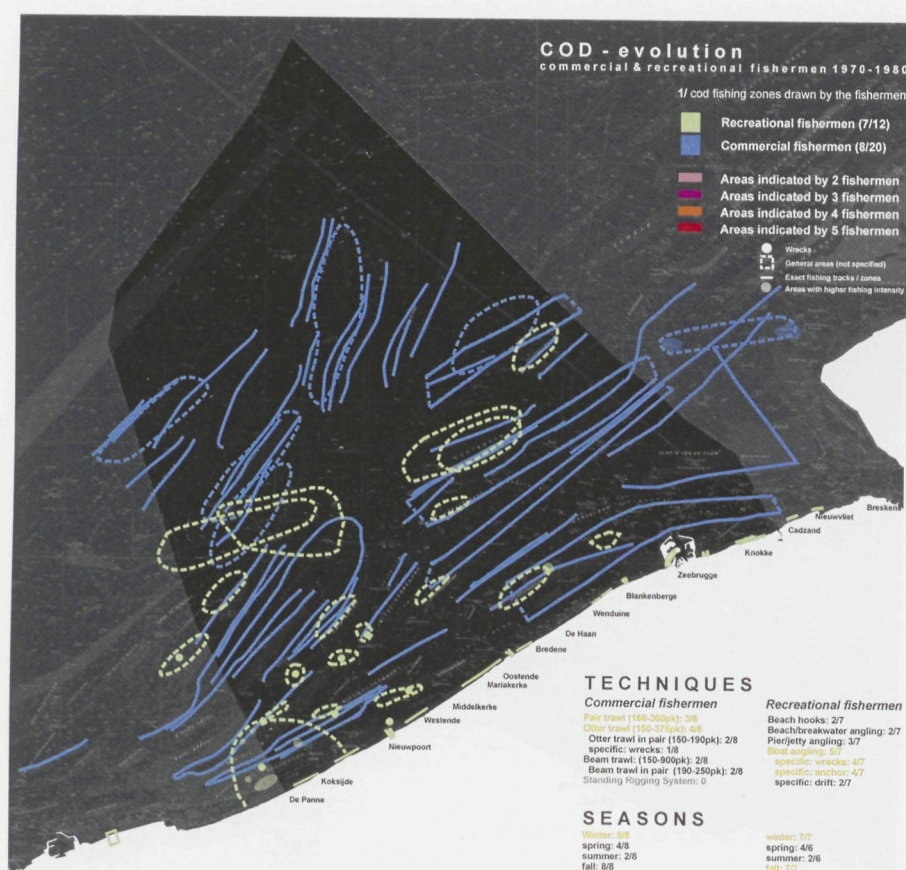 COD - evolution
commercial & recreational fishermen 1970-1980
1/ cod fishing zones drawn by the fishermen
Recreational fishermen (7/12)
Commercial fishermen (8/20)
Areas indicated by 2 fishermen
Areas indicated by 3 fishermen
Areas indicated by 4 fishermen
Areas indicated by 5 fishermen
Wrecks
General areas (not specified)
Exact fishing tracks / zones
Areas with higher fishing intensity
Breskens
Nieuwvliet
Cadzand
Knokke
Zeebrugge
Blankenberge
Wenduine
De Haan
Bredene
Oostende
Mariakerke
Middelkerke
Westende
Nieuwpoort
Koksijde
De Panne
TECHNIQUES
Commercial fishermen
Pair trawl (150-300pk): 3/8
Otter trawl (150-375pk): 4/8
Otter trawl in pair (150-190pk): 2/8
specific: wrecks: 1/8
Beam trawl: (150-900pk): 2/8
Beam trawl in pair (190-250pk): 2/8
Standing Rigging System: 0
Recreational fishermen
Beach hooks: 2/7
Beach/breakwater angling: 2/7
Pier/jetty angling: 3/7
Boat angling: 5/7
specific: wrecks: 4/7
specific: anchor: 4/7
specific: drift: 2/7
SEASONS
Winter: 8/8
spring: 4/8
summer: 2/8
fall: 8/8
winter: 7/7
spring: 4/6
summer: 2/6
fall: 7/7